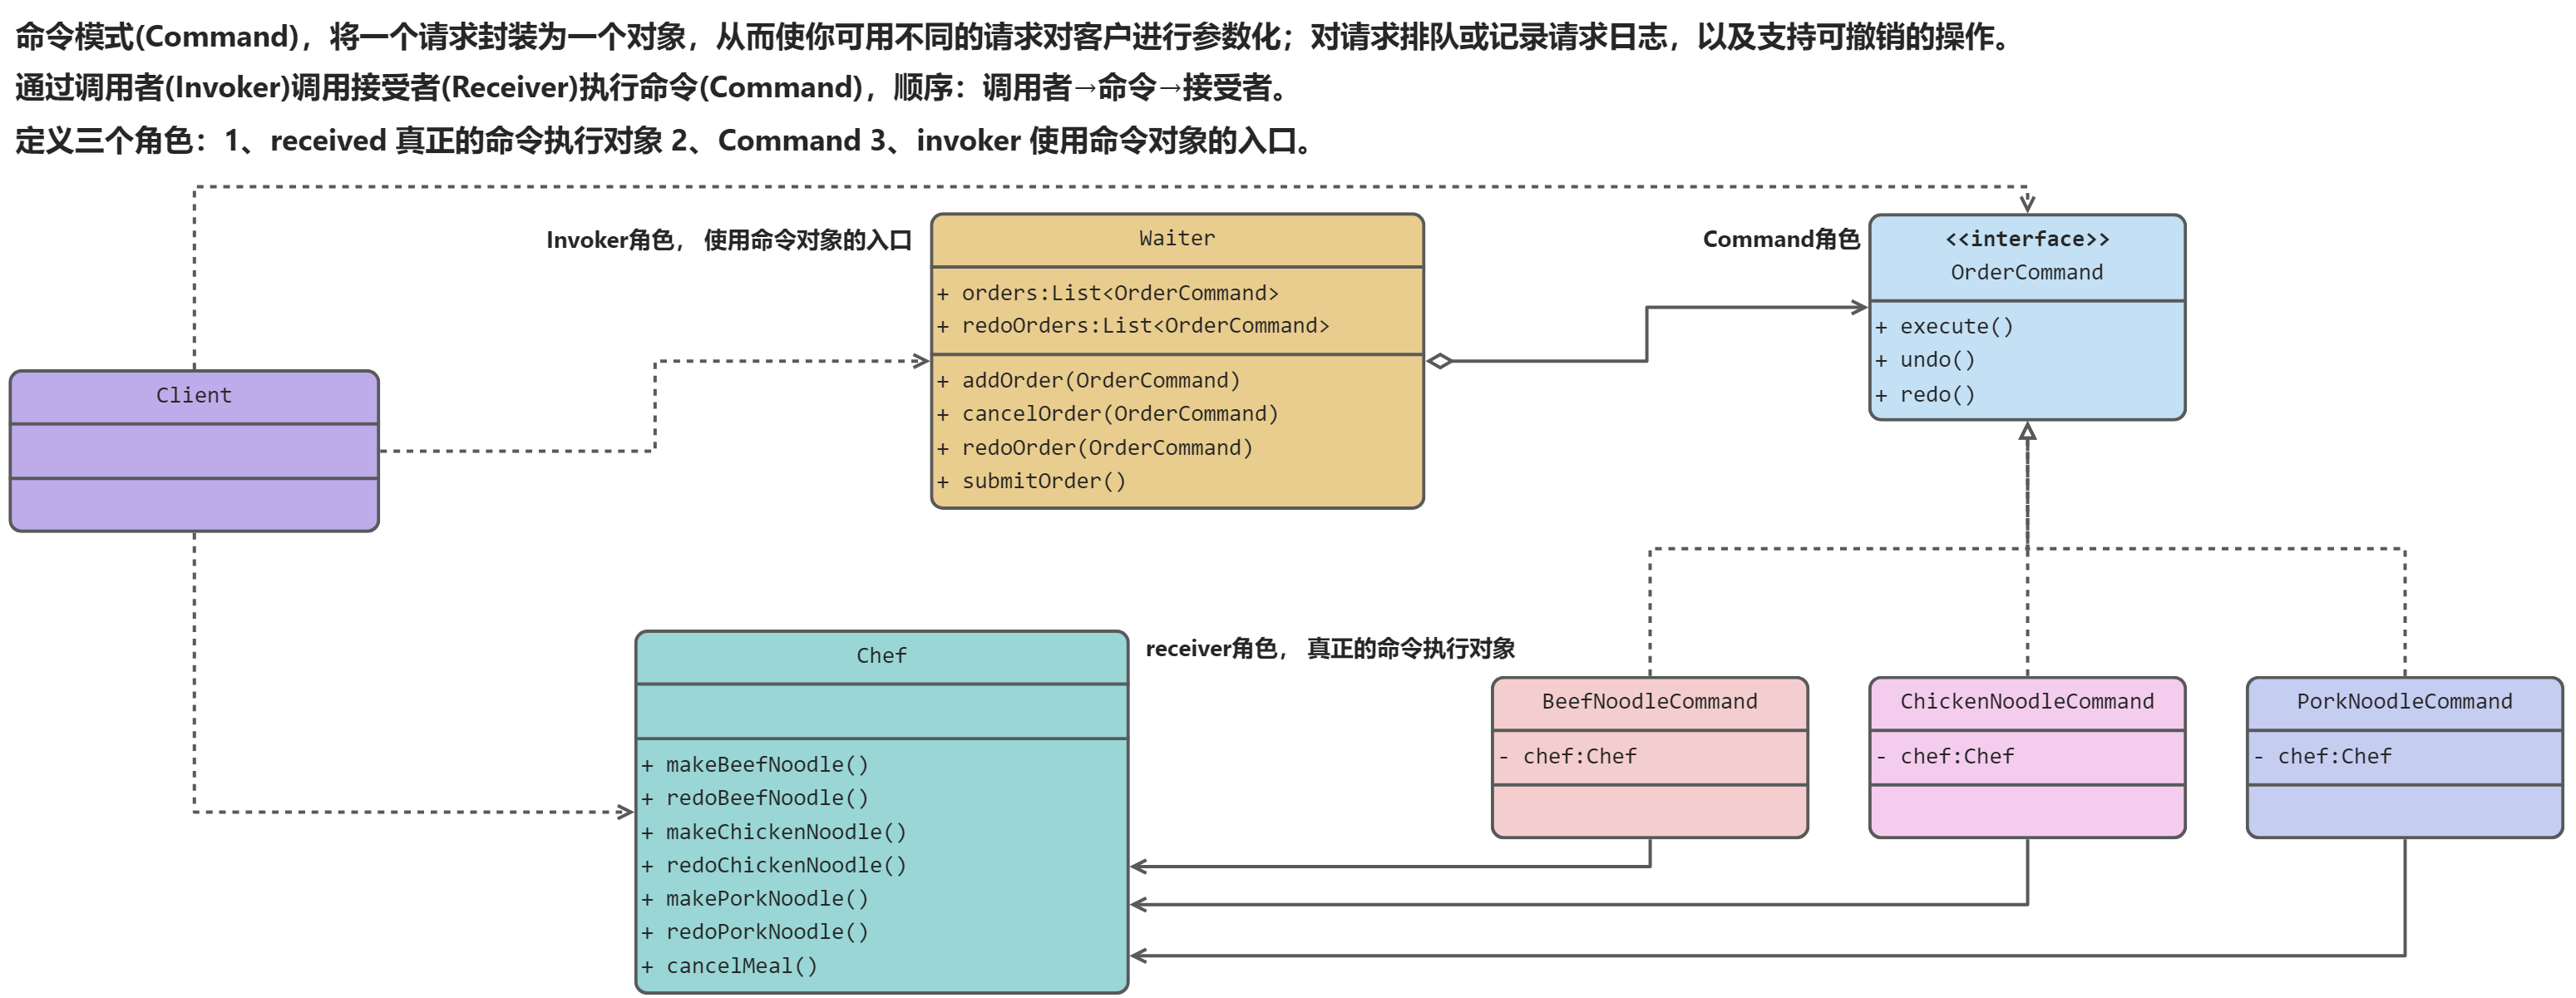 命令模式(Command)，将一个请求封装为一个对象，从而使你可用不同的请求对客户进行参数化；对请求排队或记录请求日志，以及支持可撤销的操作。
通过调用者(Invoker)调用接受者(Receiver)执行命令(Command)，顺序：调用者→命令→接受者。
定义三个角色：1、received 真正的命令执行对象 2、Command 3、invoker 使用命令对象的入口。
Invoker角色， 使用命令对象的入口
Waiter
+ orders:List<OrderCommand>
+ redoOrders:List<OrderCommand>
+ addOrder(OrderCommand)
+ cancelOrder(OrderCommand)
+ redoOrder(OrderCommand)
+ submitOrder()
Command角色
<<interface>>
OrderCommand
+ execute()
+ undo()
+ redo()
Client
Chef
+ makeBeefNoodle()
+ redoBeefNoodle()
+ makeChickenNoodle()
+ redoChickenNoodle()
+ makePorkNoodle()
+ redoPorkNoodle()
+ cancelMeal()
receiver角色， 真正的命令执行对象
BeefNoodleCommand
- chef:Chef
ChickenNoodleCommand
- chef:Chef
PorkNoodleCommand
- chef:Chef